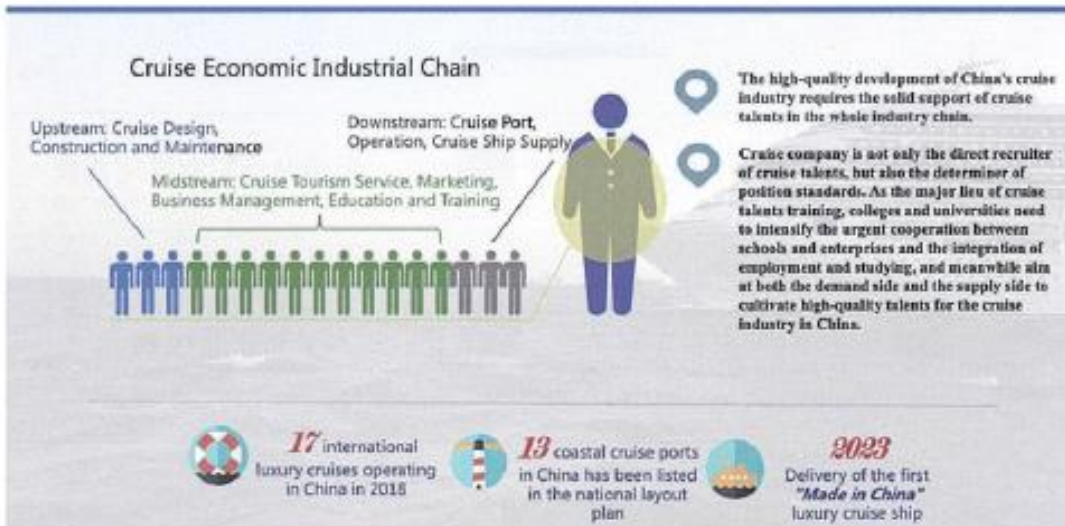 Cruise Economic Industrial Chain
Upstream: Cruise Design,
Construction and Maintenance
Downstream: Cruise Port,
Operation, Cruise Ship Supply
Midstream: Cruise Tourism Service, Marketing,
Business Management, Education and Training
The high-quality development of China's cruise
industry requires the solid support of cruise
talents in the whole industry chain.
Cruise company is not only the direct recruiter
of cruise talents, but also the determiner of
position standards. As the major lieu of cruise
talents training, colleges and universities need
to intensify the urgent cooperation between
schools and enterprises and the integration of
employment and studying, and meanwhile aim
at both the demand side and the supply side to
cultivate high-quality talents for the cruise
industry in China.
17 international
luxury cruises operating
in China in 2018
13 coastal cruise ports
in China has been listed
in the national layout
plan
2023
Delivery of the first
"Made in China"
luxury cruise ship